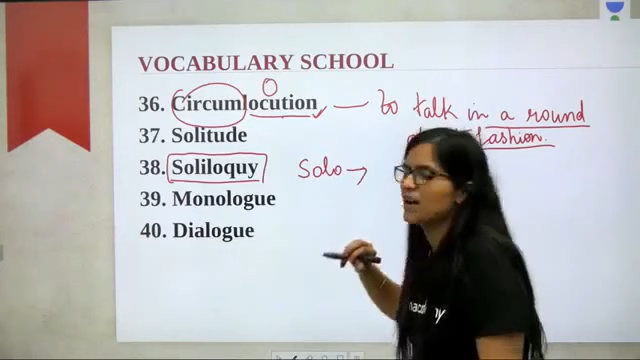 VOCABULARY SCHOOL
36. Circumlocution — to talk in a round
fashion.
37. Solitude
38. Soliloquy Solo →
39. Monologue
40. Dialogue